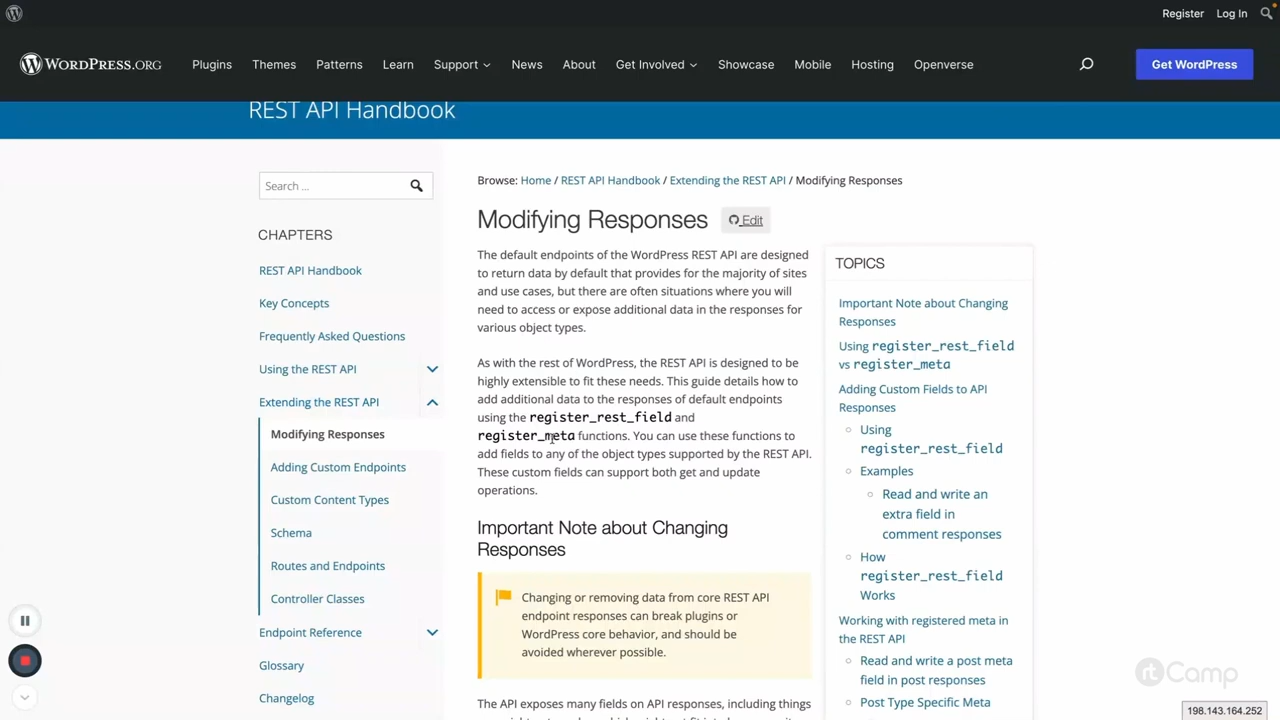 Register Log In
WORDPRESS.ORG Plugins Themes Patterns Learn Support News About Get Involved Showcase Mobile Hosting Openverse Get WordPress
REST API Handbook
Search ...
CHAPTERS
REST API Handbook
Key Concepts
Frequently Asked Questions
Using the REST API
Extending the REST API
Modifying Responses
Adding Custom Endpoints
Custom Content Types
Schema
Routes and Endpoints
Controller Classes
Endpoint Reference
Glossary
Changelog
Browse: Home / REST API Handbook / Extending the REST API / Modifying Responses
Modifying Responses Edit
The default endpoints of the WordPress REST API are designed
to return data by default that provides for the majority of sites
and use cases, but there are often situations where you will
need to access or expose additional data in the responses for
various object types.
As with the rest of WordPress, the REST API is designed to be
highly extensible to fit these needs. This guide details how to
add additional data to the responses of default endpoints
using the register_rest_field and
register_meta functions. You can use these functions to
add fields to any of the object types supported by the REST API.
These custom fields can support both get and update
operations.
Important Note about Changing
Responses
Changing or removing data from core REST API
endpoint responses can break plugins or
WordPress core behavior, and should be
avoided wherever possible.
The API exposes many fields on API responses, including things
TOPICS
Important Note about Changing
Responses
Using register_rest_field
vs register_meta
Adding Custom Fields to API
Responses
Using
register_rest_field
Examples
Read and write an
extra field in
comment responses
How
register_rest_field
Works
Working with registered meta in
the REST API
Read and write a post meta
field in post responses
Post Type Specific Meta
rtCamp
198.143.164.252